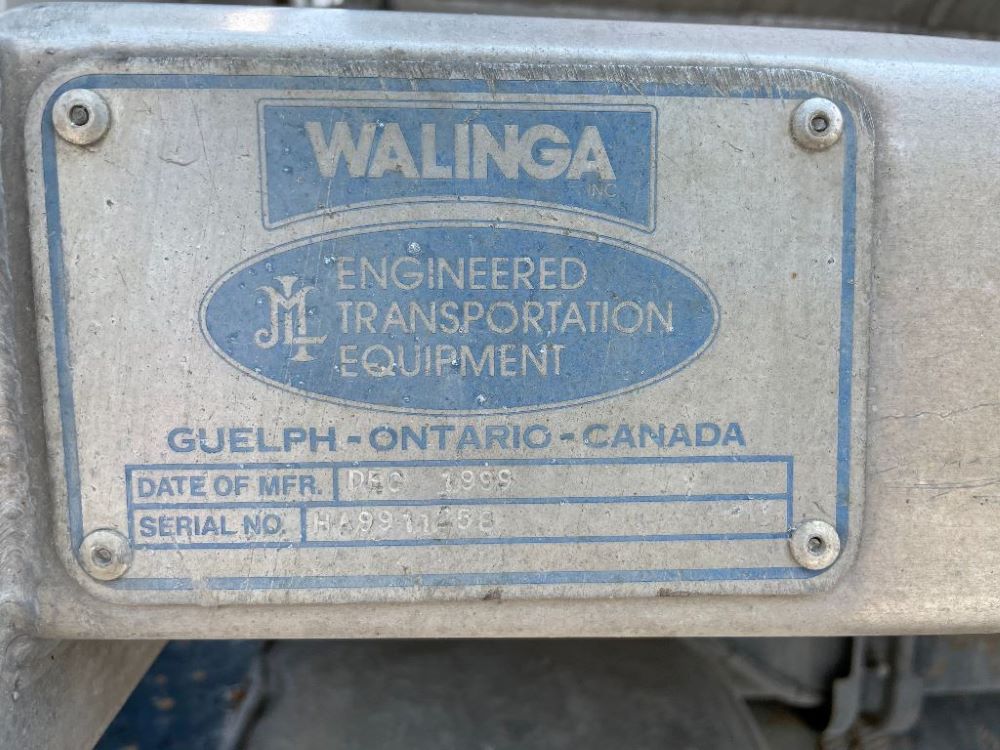 WALINGA
INC.
ENGINEERED
TRANSPORTATION
EQUIPMENT
GUELPH - ONTARIO - CANADA
DATE OF MFR. DEC 1999
SERIAL NO.